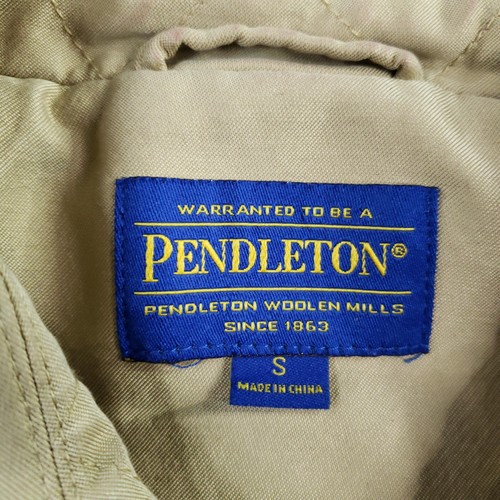 WARRANTED TO BE A
PENDLETON®
PENDLETON WOOLEN MILLS
SINCE 1863
S
MADE IN CHINA